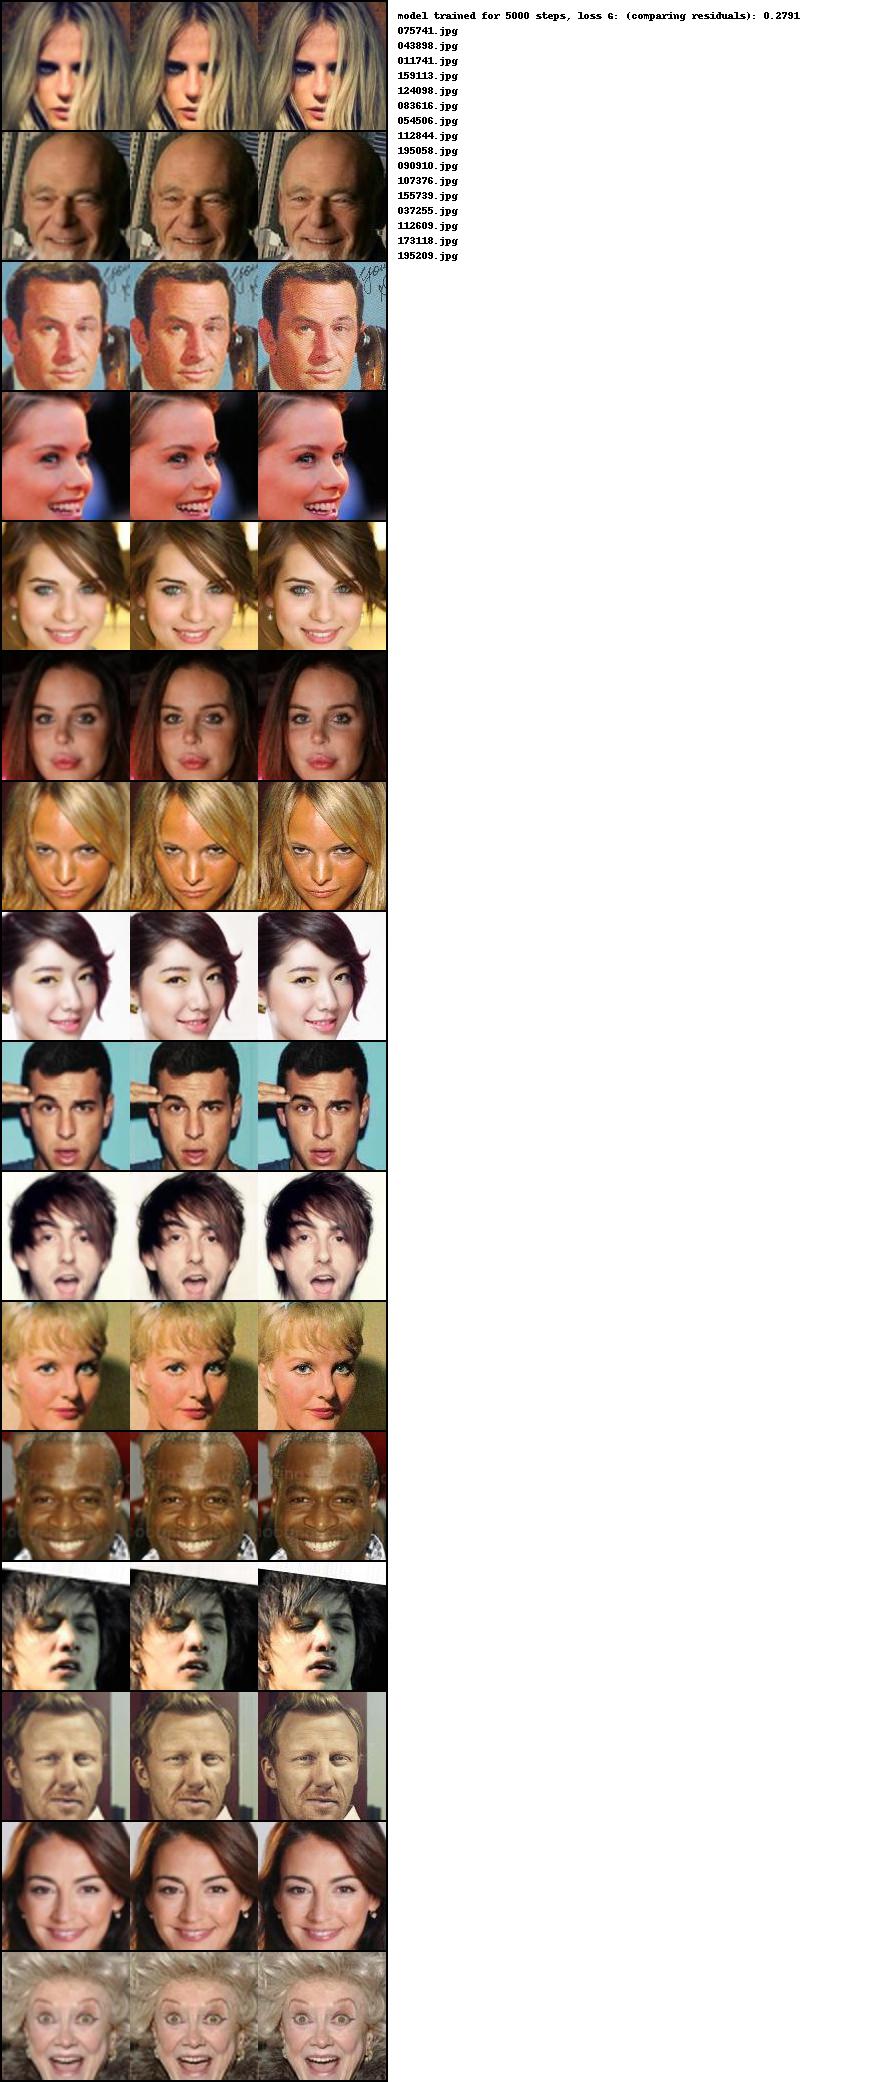 model trained for 5000 steps, loss G: (comparing residuals): 0.2791
075741.jpg
043898.jpg
011741.jpg
159113.jpg
124098.jpg
083616.jpg
054506.jpg
112844.jpg
195058.jpg
090910.jpg
107376.jpg
155739.jpg
037255.jpg
112609.jpg
173118.jpg
195209.jpg